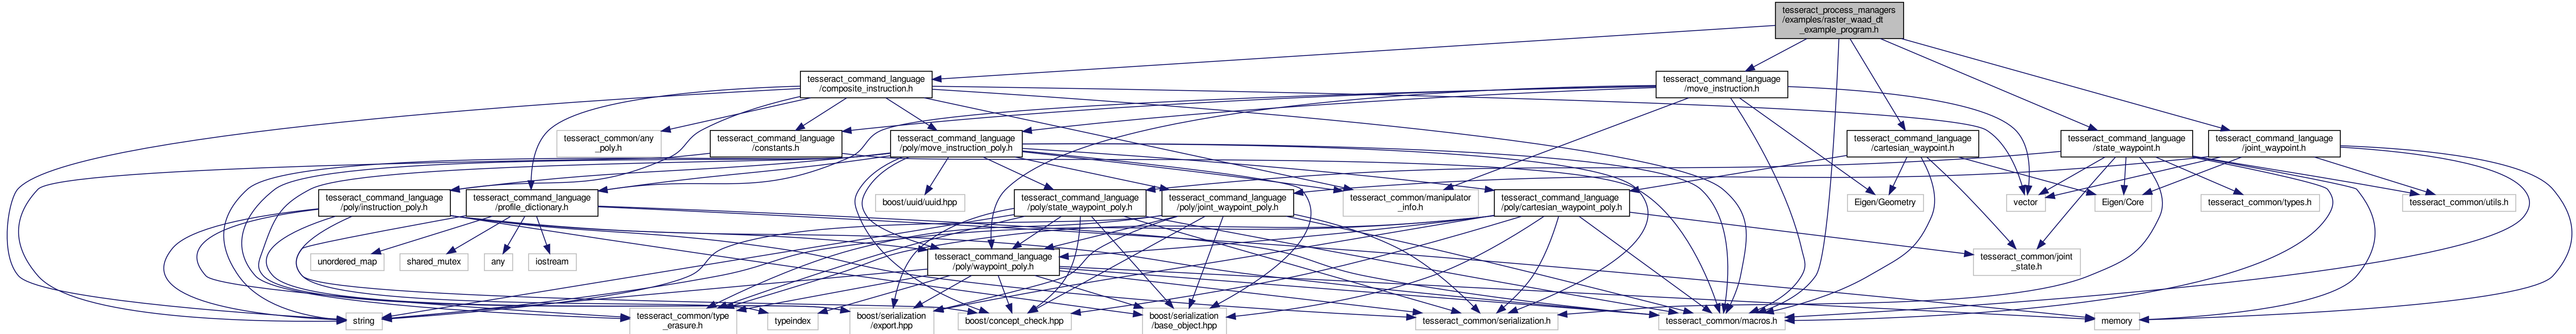 tesseract_process_managers
/examples/raster_waad_dt
_example_program.h
tesseract_command_language
/composite_instruction.h
tesseract_command_language
/move_instruction.h
tesseract_common/any
_poly.h
tesseract_command_language
/constants.h
tesseract_command_language
/poly/move_instruction_poly.h
tesseract_command_language
/cartesian_waypoint.h
tesseract_command_language
/state_waypoint.h
tesseract_command_language
/joint_waypoint.h
tesseract_command_language
/poly/instruction_poly.h
tesseract_command_language
/profile_dictionary.h
boost/uuid/uuid.hpp
tesseract_command_language
/poly/state_waypoint_poly.h
tesseract_command_language
/poly/joint_waypoint_poly.h
tesseract_common/manipulator
_info.h
tesseract_command_language
/poly/cartesian_waypoint_poly.h
Eigen/Geometry
vector
Eigen/Core
tesseract_common/types.h
tesseract_common/utils.h
unordered_map
shared_mutex
any
iostream
tesseract_command_language
/poly/waypoint_poly.h
tesseract_common/joint
_state.h
string
tesseract_common/type
_erasure.h
typeindex
boost/serialization
/export.hpp
boost/concept_check.hpp
boost/serialization
/base_object.hpp
tesseract_common/serialization.h
tesseract_common/macros.h
memory